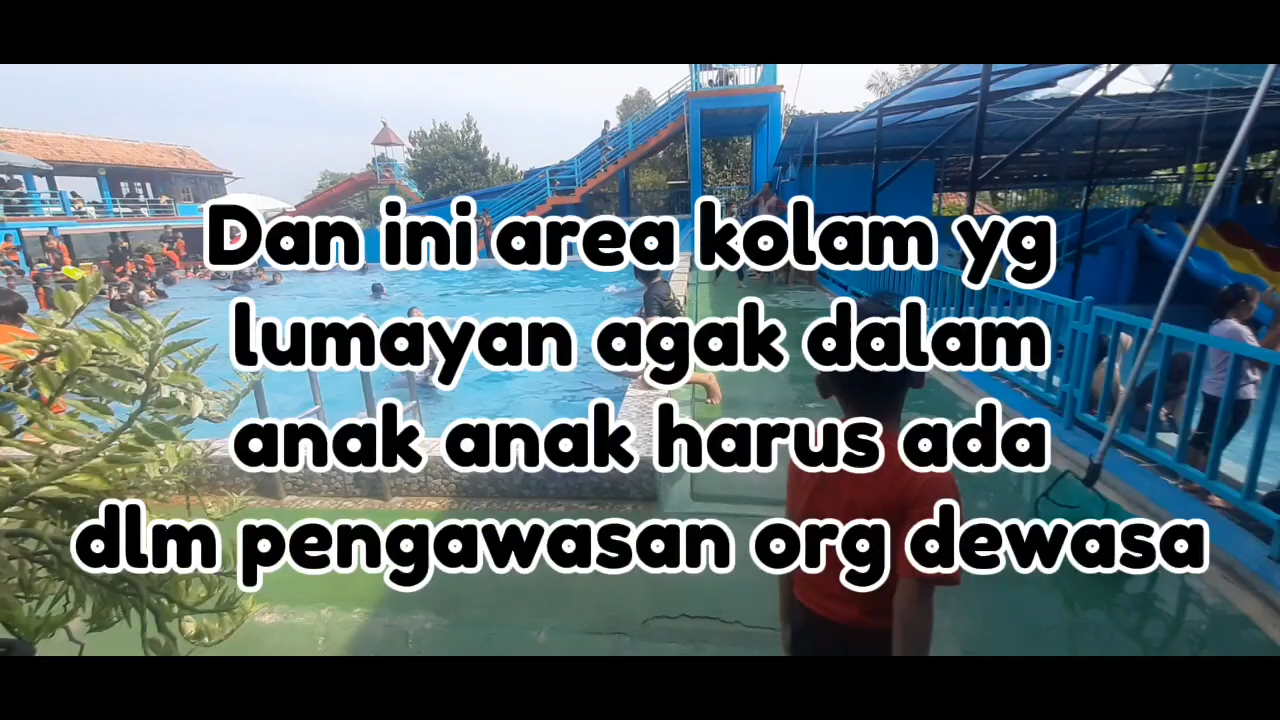 Dan ini area kolam yg
lumayan agak dalam
anak anak harus ada
dlm pengawasan org dewasa